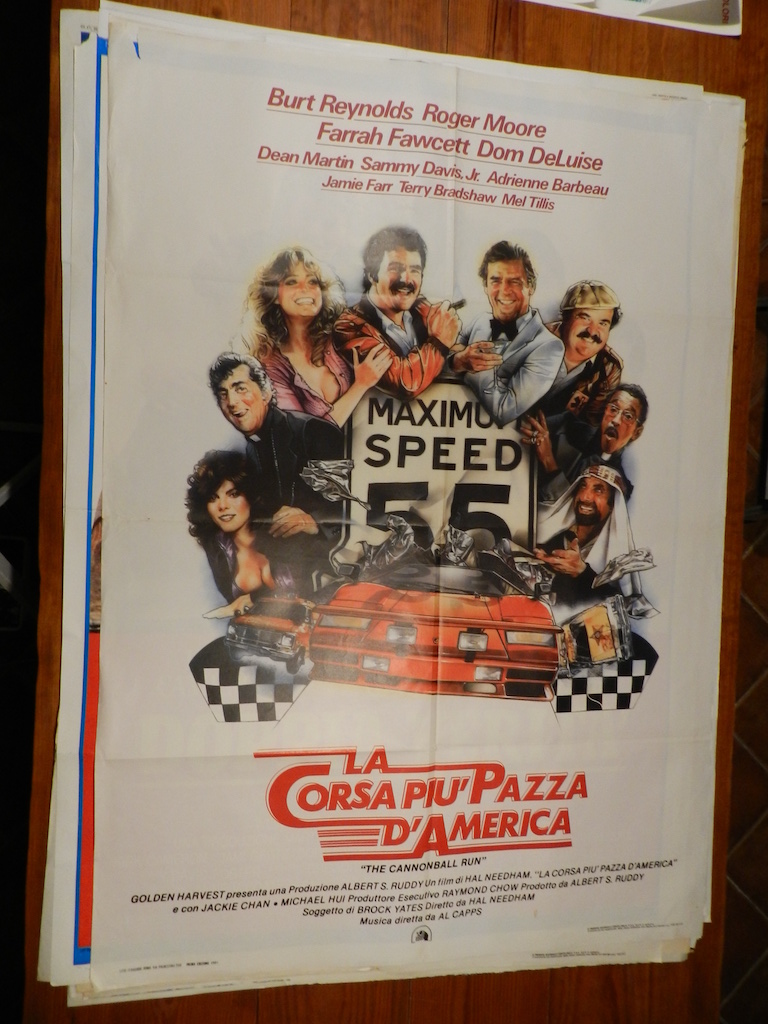 Burt Reynolds Roger Moore
Farrah Fawcett Dom DeLuise
Dean Martin Sammy Davis, Jr. Adrienne Barbeau
Jamie Farr Terry Bradshaw Mel Tillis
MAXIMU
SPEED
55
LA
CORSA PIU' PAZZA
D'AMERICA
"THE CANNONBALL RUN"
GOLDEN HARVEST presenta una Produzione ALBERT S. RUDDY Un film di HAL NEEDHAM. "LA CORSA PIU' PAZZA D'AMERICA"
e con JACKIE CHAN • MICHAEL HUI Produttore Esecutivo RAYMOND CHOW Prodotto da ALBERT S. RUDDY
Soggetto di BROCK YATES Diretto da HAL NEEDHAM
Musica diretta da AL CAPPS